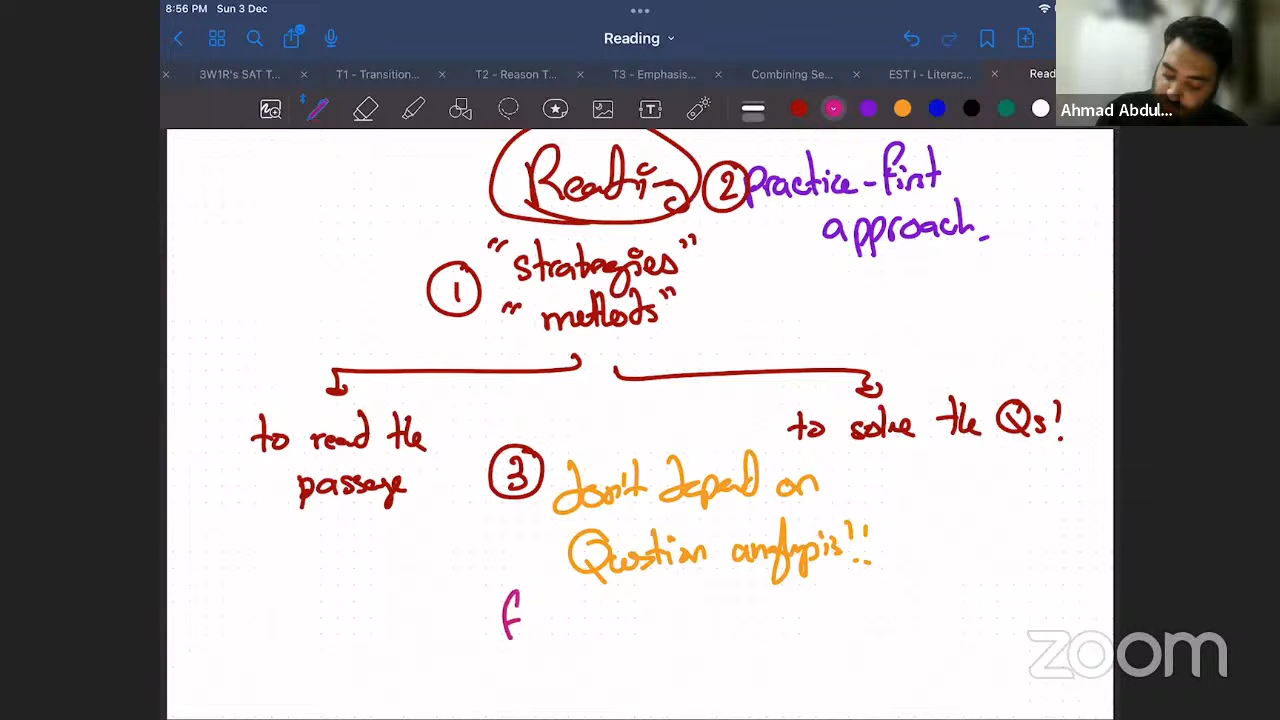 8:56 PM Sun 3 Dec
Reading
3W1R's SAT T...
T1 - Transition...
T2 - Reason T...
T3 - Emphasis...
Combining Se...
EST I - Literac...
Read
Ahmad Abdul...
Reading
② Practice-first
approach.
① "strategies"
"methods"
to read the
passage
to solve the Qs!
③ don't depend on
Question analysis!!
f
zoom